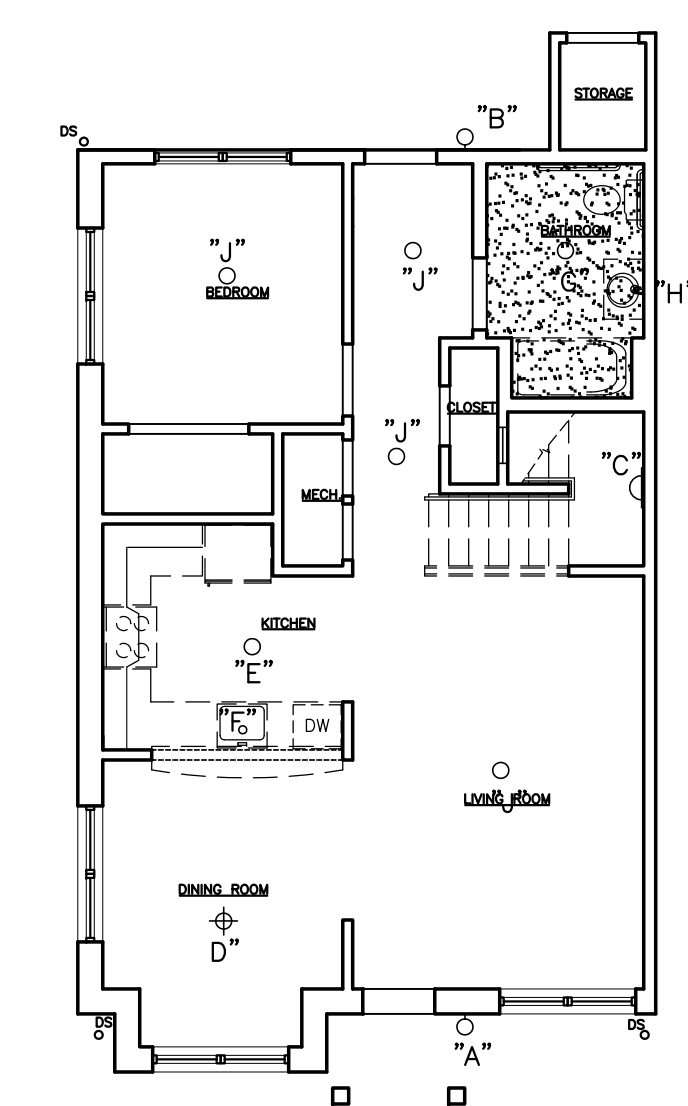 STORAGE
"B"
DS
BATHROOM
"J"
"J"
"G"
BEDROOM
"H"
CLOSET
"J"
"C"
MECH.
KITCHEN
"E"
"F"
DW
LIVING ROOM
"J"
DINING ROOM
D"
DS
DS
"A"